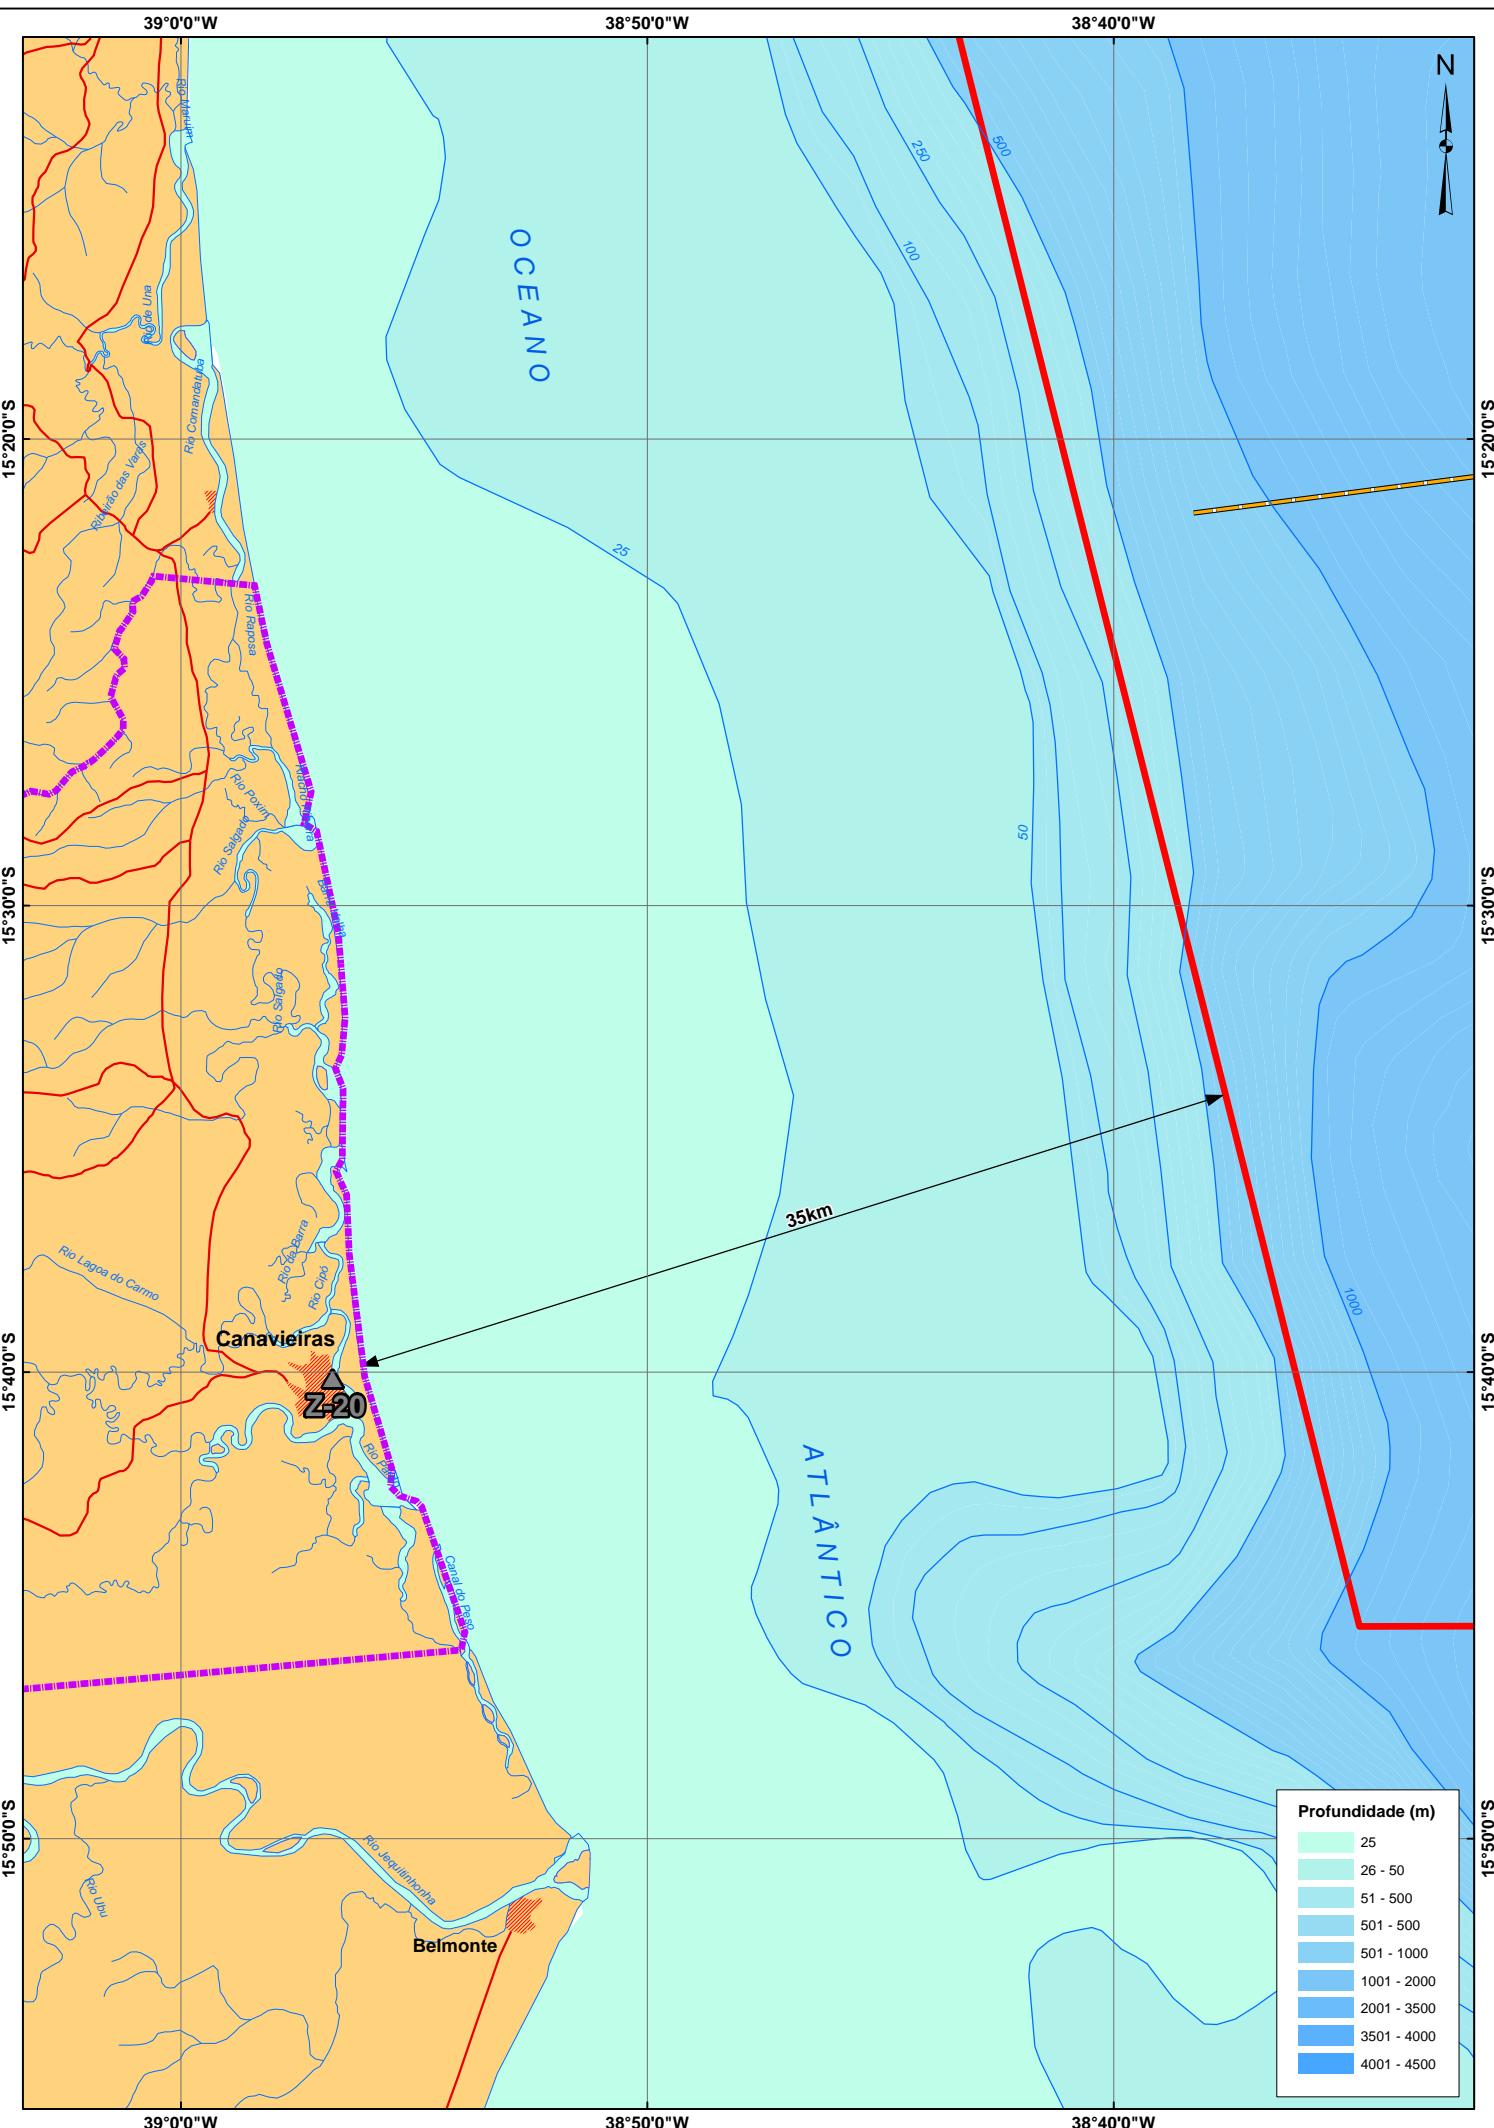 39°0'0"W
38°50'0"W
38°40'0"W
N
Rio Maruim
500
250
100
OCEANO
Rio de Una
Rio Comandatuba
15°20'0"S
15°20'0"S
Ribeirão das Varas
25
Rio Raposa
Rio Poxim
Rio Salgado
50
15°30'0"S
15°30'0"S
Rio Salgado
35km
Rio da Barra
Rio Lagoa do Carmo
Rio Cipó
1000
Canavieiras
15°40'0"S
15°40'0"S
Z-20
ATLÂNTICO
Canal do Peso
Profundidade (m)
25
26 - 50
51 - 500
501 - 500
501 - 1000
1001 - 2000
2001 - 3500
3501 - 4000
4001 - 4500
15°50'0"S
15°50'0"S
Rio Jequitinhonha
Rio Ubu
Belmonte
39°0'0"W
38°50'0"W
38°40'0"W